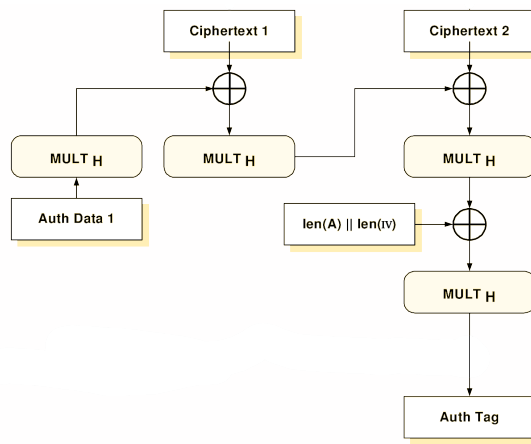 Ciphertext 1
Ciphertext 2
MULT H
MULT H
MULT H
Auth Data 1
len(A) || len(IV)
MULT H
Auth Tag